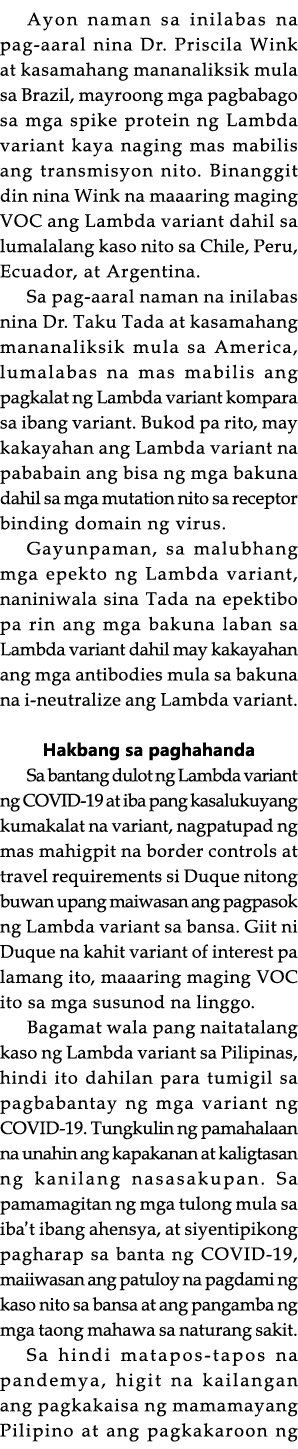 Ayon naman sa inilabas na
pag-aaral nina Dr. Priscila Wink
at kasamahang mananaliksik mula
sa Brazil, mayroong mga pagbabago
sa mga spike protein ng Lambda
variant kaya naging mas mabilis
ang transmisyon nito. Binanggit
din nina Wink na maaaring maging
VOC ang Lambda variant dahil sa
lumalalang kaso nito sa Chile, Peru,
Ecuador, at Argentina.
Sa pag-aaral naman na inilabas
nina Dr. Taku Tada at kasamahang
mananaliksik mula sa America,
lumalabas na mas mabilis ang
pagkalat ng Lambda variant kompara
sa ibang variant. Bukod pa rito, may
kakayahan ang Lambda variant na
pababain ang bisa ng mga bakuna
dahil sa mga mutation nito sa receptor
binding domain ng virus.
Gayunpaman, sa malubhang
mga epekto ng Lambda variant,
naniniwala sina Tada na epektibo
pa rin ang mga bakuna laban sa
Lambda variant dahil may kakayahan
ang mga antibodies mula sa bakuna
na i-neutralize ang Lambda variant.
Hakbang sa paghahanda
Sa bantang dulot ng Lambda variant
ng COVID-19 at iba pang kasalukuyang
kumakalat na variant, nagpatupad ng
mas mahigpit na border controls at
travel requirements si Duque nitong
buwan upang maiwasan ang pagpasok
ng Lambda variant sa bansa. Giit ni
Duque na kahit variant of interest pa
lamang ito, maaaring maging VOC
ito sa mga susunod na linggo.
Bagamat wala pang naitatalang
kaso ng Lambda variant sa Pilipinas,
hindi ito dahilan para tumigil sa
pagbabantay ng mga variant ng
COVID-19. Tungkulin ng pamahalaan
na unahin ang kapakanan at kaligtasan
ng kanilang nasasakupan. Sa
pamamagitan ng mga tulong mula sa
iba't ibang ahensya, at siyentipikong
pagharap sa banta ng COVID-19,
maiiwasan ang patuloy na pagdami ng
kaso nito sa bansa at ang pangamba ng
mga taong mahawa sa naturang sakit.
Sa hindi matapos-tapos na
pandemya, higit na kailangan
ang pagkakaisa ng mamamayang
Pilipino at ang pagkakaroon ng